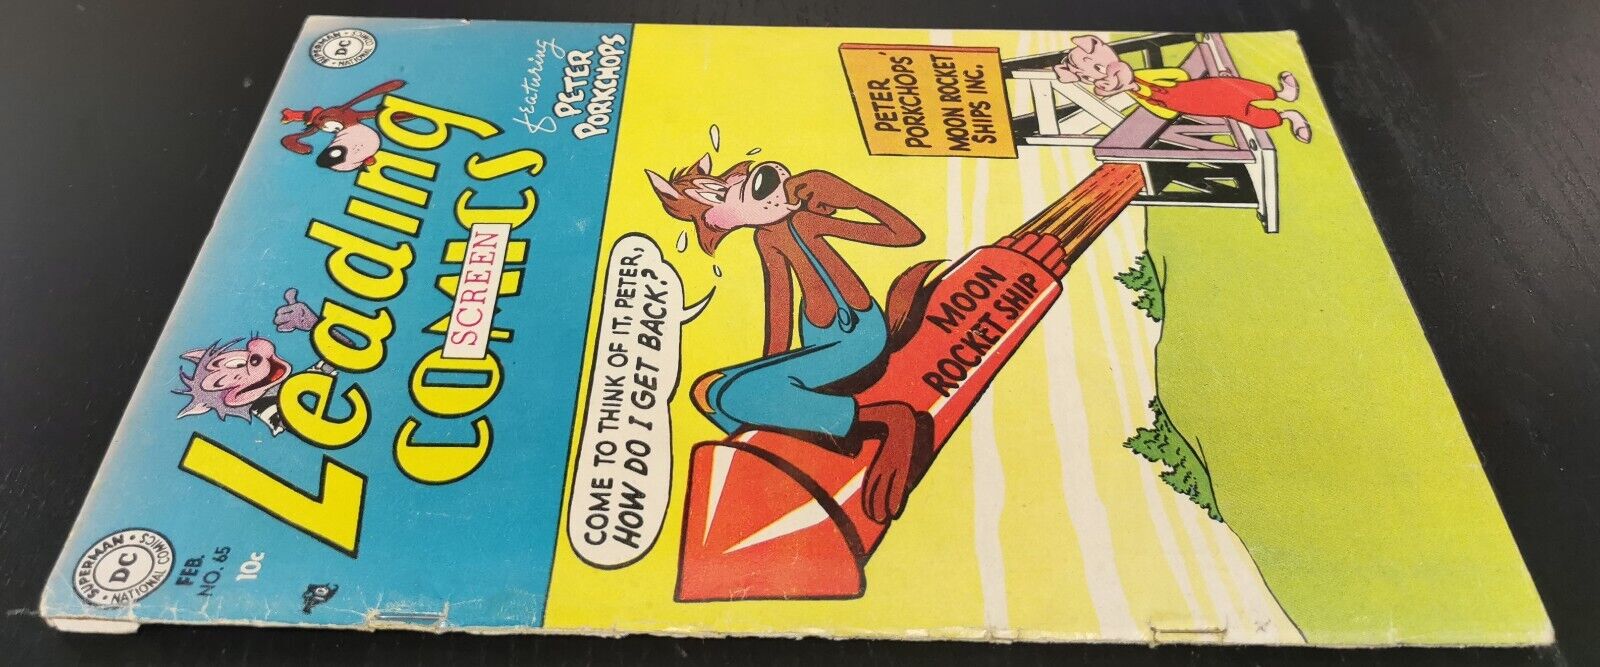 SUPERMAN
DC
NATIONAL COMICS
FEB.
NO. 65
10¢
Leading
SCREEN
COMICS
SUPERMAN
DC
NATIONAL COMICS
featuring
PETER
PORKCHOPS
COME TO THINK OF IT, PETER,
HOW DO I GET BACK?
MOON
ROCKET SHIP
PETER
PORKCHOPS'
MOON ROCKET
SHIPS INC.